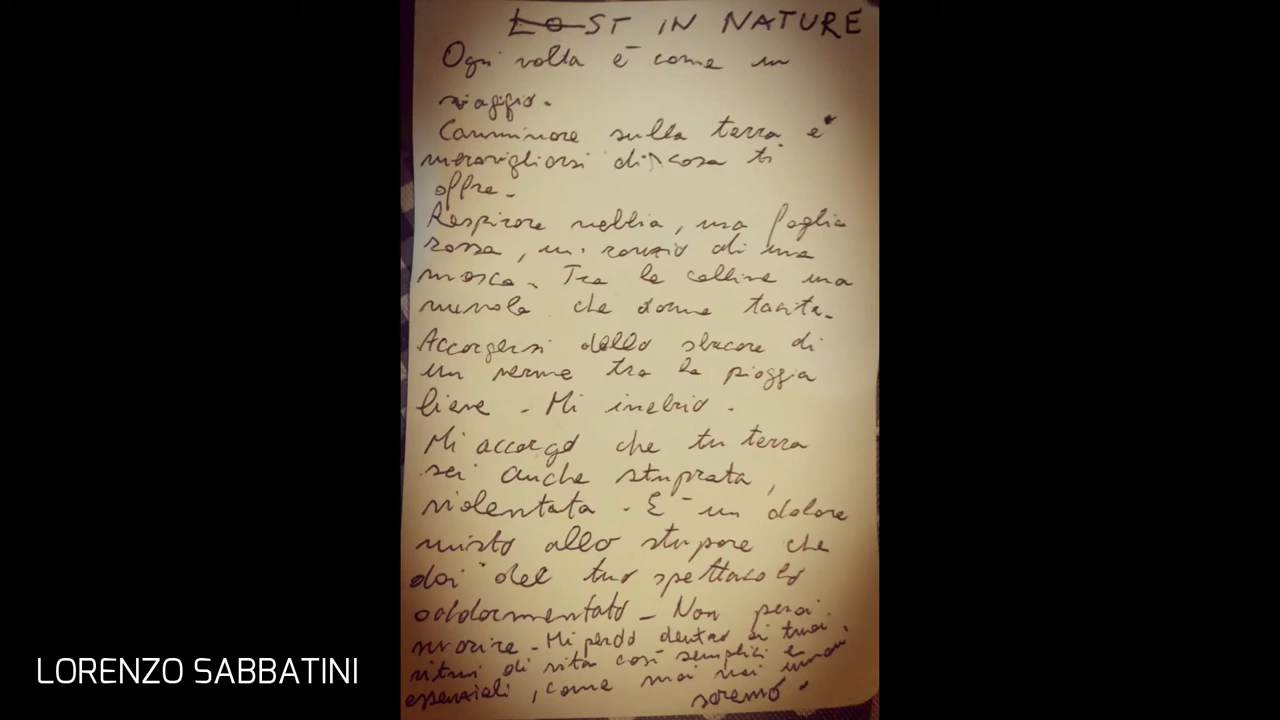 LOST IN NATURE
Ogni volta è come un
viaggio.
Camminare sulla terra è
meravigliarsi di cosa ti
offre.
Respirare nebbia, una foglia
rossa, un ronzio di una
mosca. Tra le colline una
nuvola che dorme tacita.
Accorgersi dello sbucare di
un verme tra la pioggia
lieve. Mi inebrio.
Mi accorgo che tu terra
sei anche stuprata,
violentata. È un dolore
misto allo stupore che
dai del tuo spettacolo
addormentato. Non puoi
morire. Mi perdo dentro ai tuoi
ritmi di vita così semplici e
essenziali, come mai noi umani
saremo.
LORENZO SABBATINI